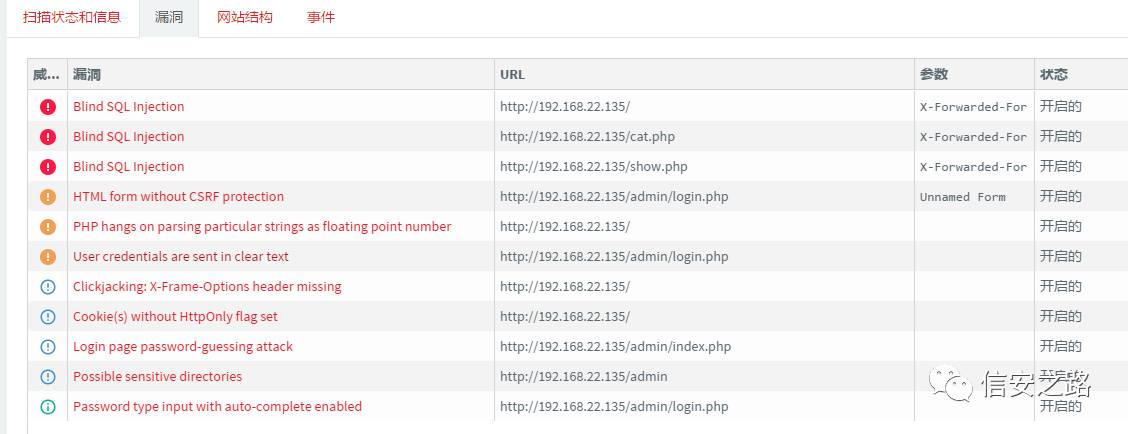 扫描状态和信息 漏洞 网站结构 事件
威... 漏洞 URL 参数 状态
Blind SQL Injection http://192.168.22.135/ X-Forwarded-For 开启的
Blind SQL Injection http://192.168.22.135/cat.php X-Forwarded-For 开启的
Blind SQL Injection http://192.168.22.135/show.php X-Forwarded-For 开启的
HTML form without CSRF protection http://192.168.22.135/admin/login.php Unnamed Form 开启的
PHP hangs on parsing particular strings as floating point number http://192.168.22.135/ 开启的
User credentials are sent in clear text http://192.168.22.135/admin/login.php 开启的
Clickjacking: X-Frame-Options header missing http://192.168.22.135/ 开启的
Cookie(s) without HttpOnly flag set http://192.168.22.135/ 开启的
Login page password-guessing attack http://192.168.22.135/admin/index.php 开启的
Possible sensitive directories http://192.168.22.135/admin 开启的
信安之路
Password type input with auto-complete enabled http://192.168.22.135/admin/login.php 开启的